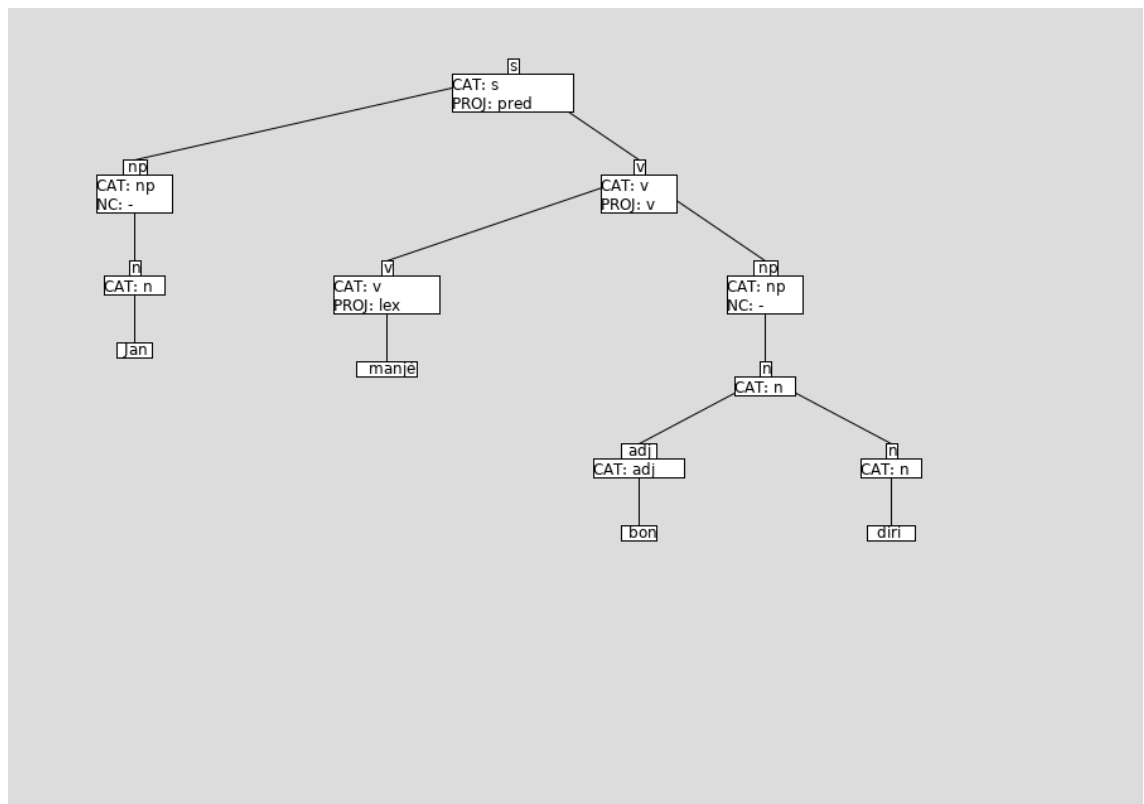 s
CAT: s
PROJ: pred
np
CAT: np
NC: -
v
CAT: v
PROJ: v
n
CAT: n
v
CAT: v
PROJ: lex
np
CAT: np
NC: -
Jan
manjé
n
CAT: n
adj
CAT: adj
n
CAT: n
bon
diri